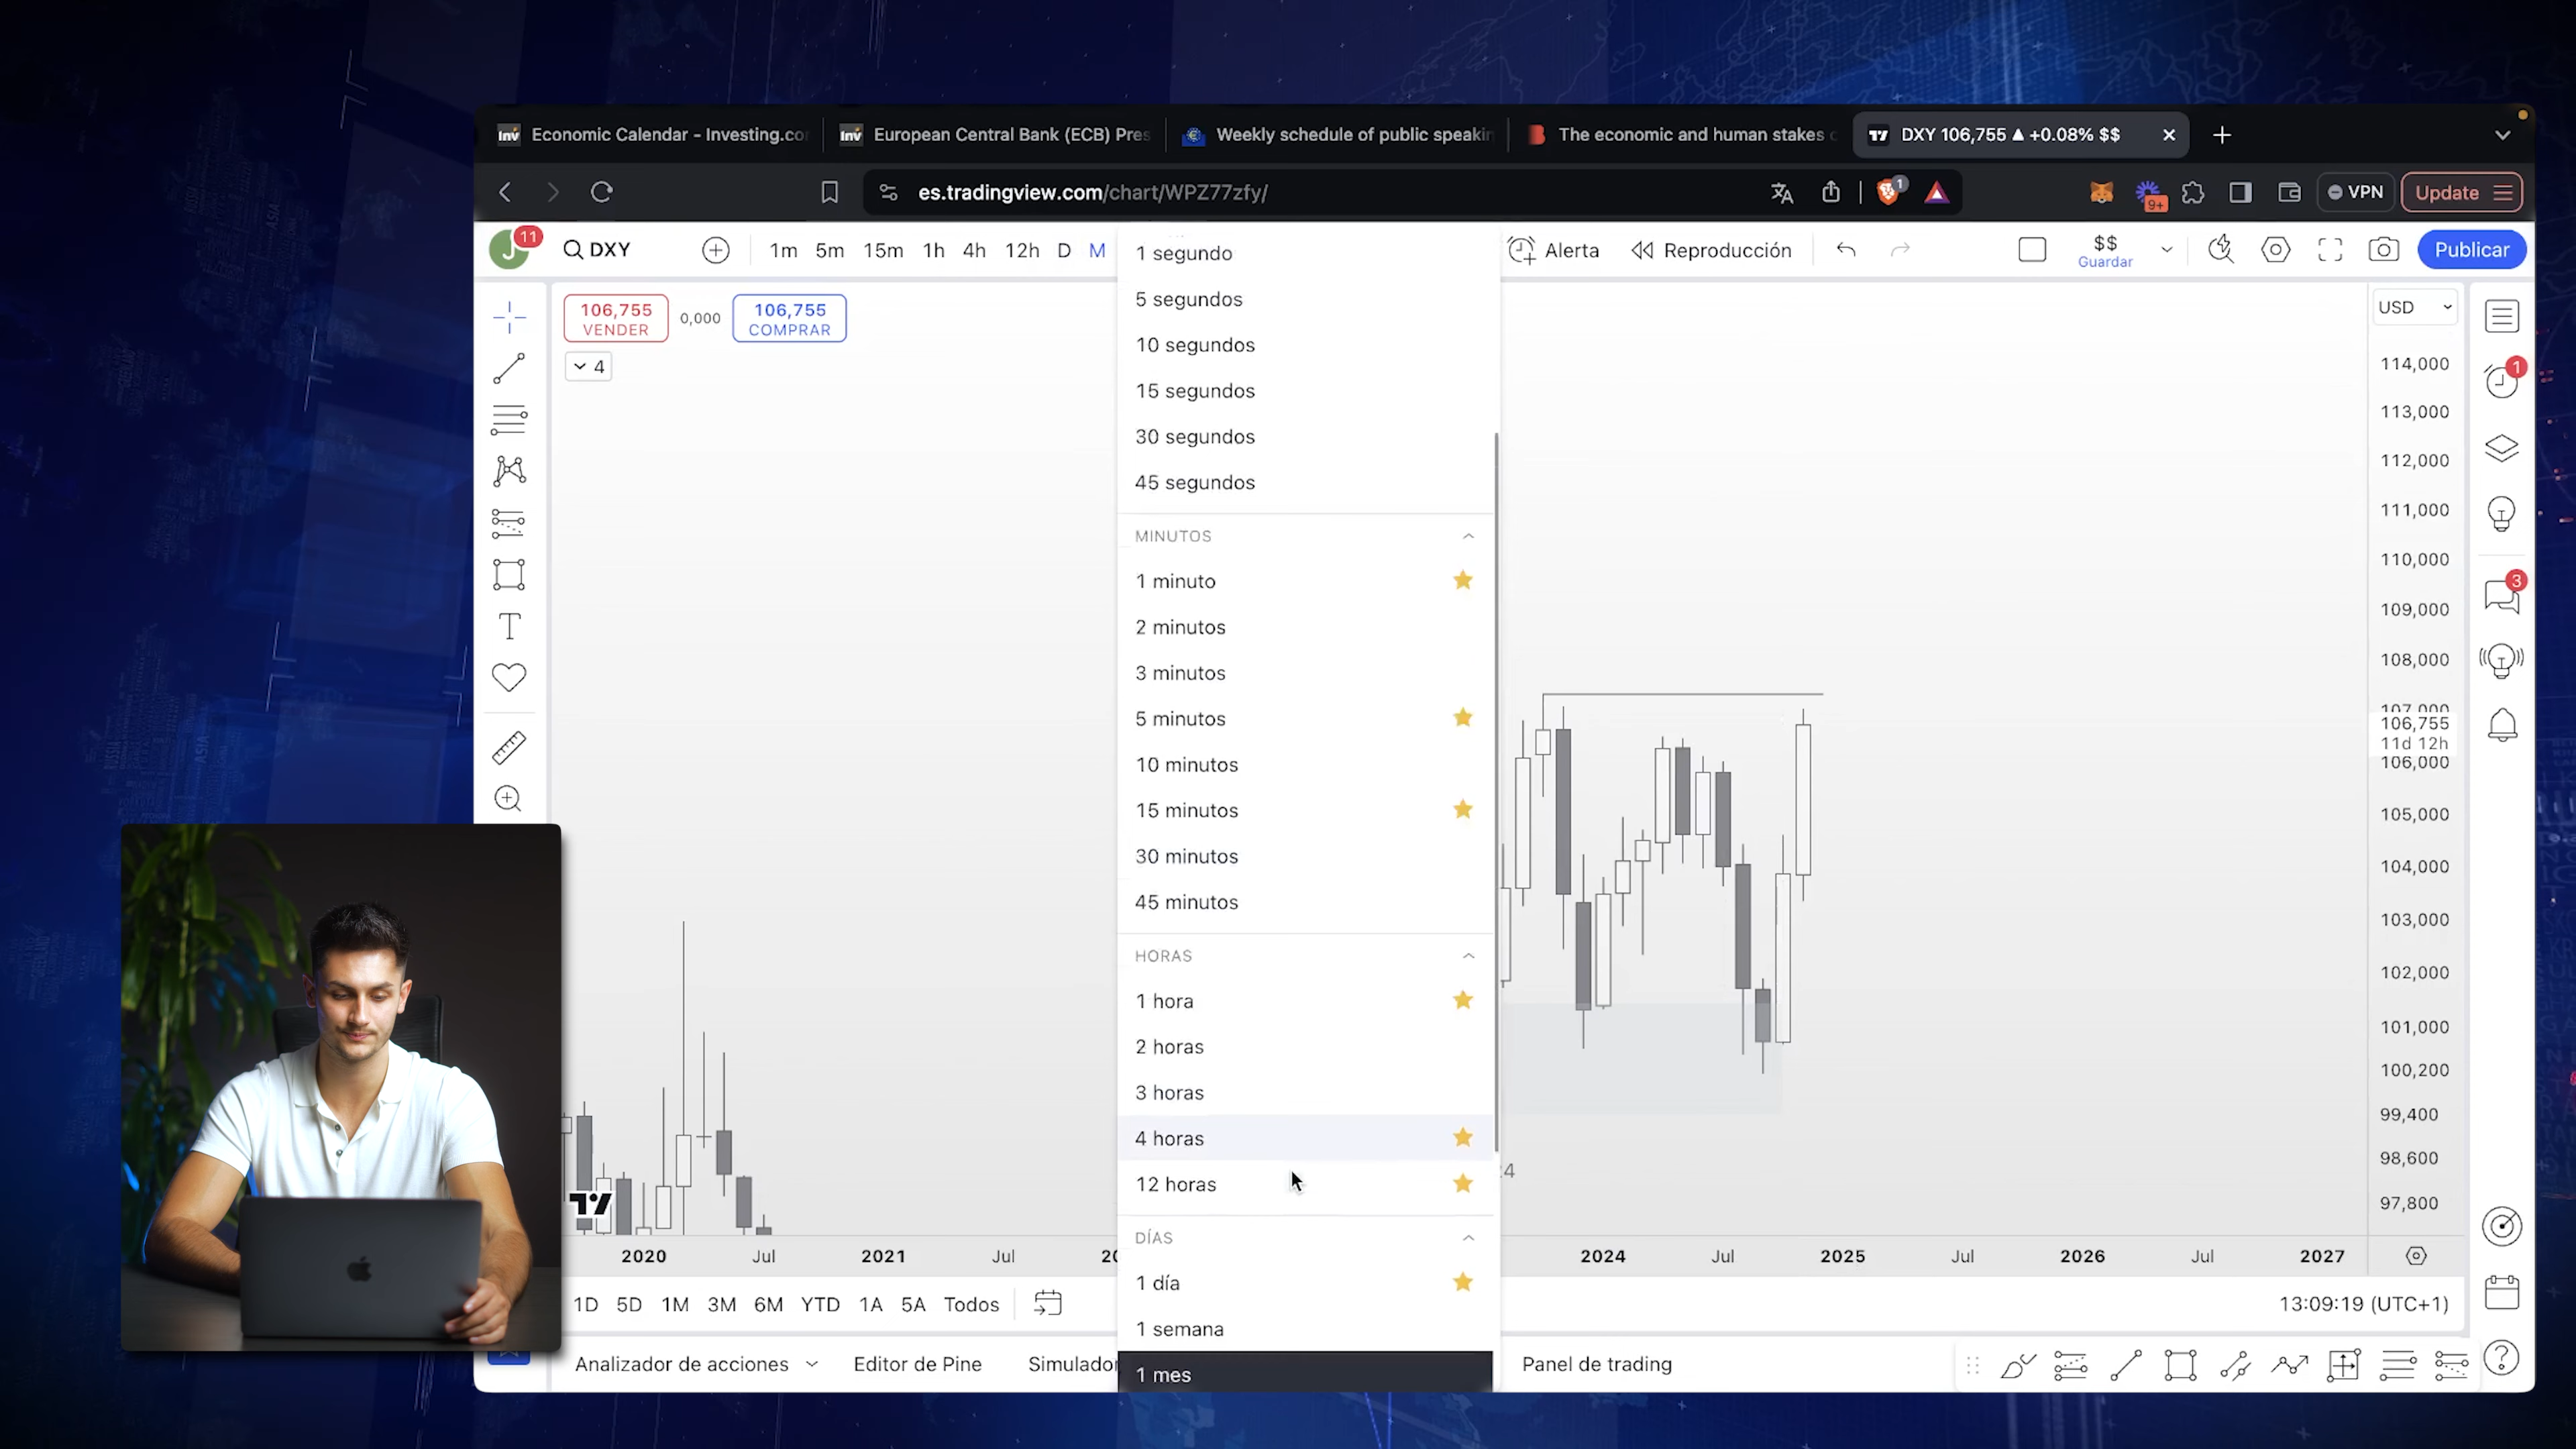 Economic Calendar - Investing.co
European Central Bank (ECB) Pres
Weekly schedule of public speakin
The economic and human stakes
DXY 106,755 ▲ +0.08% $$
es.tradingview.com/chart/WPZ77zfy/
1
9+
VPN
Update
J
11
DXY
1m 5m 15m 1h 4h 12h D M
Alerta
Reproducción
$$
Guardar
Publicar
106,755
VENDER
0,000
106,755
COMPRAR
4
1 segundo
5 segundos
10 segundos
15 segundos
30 segundos
45 segundos
MINUTOS
1 minuto
2 minutos
3 minutos
5 minutos
10 minutos
15 minutos
30 minutos
45 minutos
HORAS
1 hora
2 horas
3 horas
4 horas
12 horas
DÍAS
1 día
1 semana
1 mes
USD
114,000
113,000
112,000
111,000
110,000
109,000
108,000
107,000
106,755
11d 12h
106,000
105,000
104,000
103,000
102,000
101,000
100,200
99,400
98,600
97,800
1
3
2020 Jul 2021 Jul 2024 Jul 2025 Jul 2026 Jul 2027
1D 5D 1M 3M 6M YTD 1A 5A Todos
13:09:19 (UTC+1)
Analizador de acciones
Editor de Pine
Simulador
Panel de trading